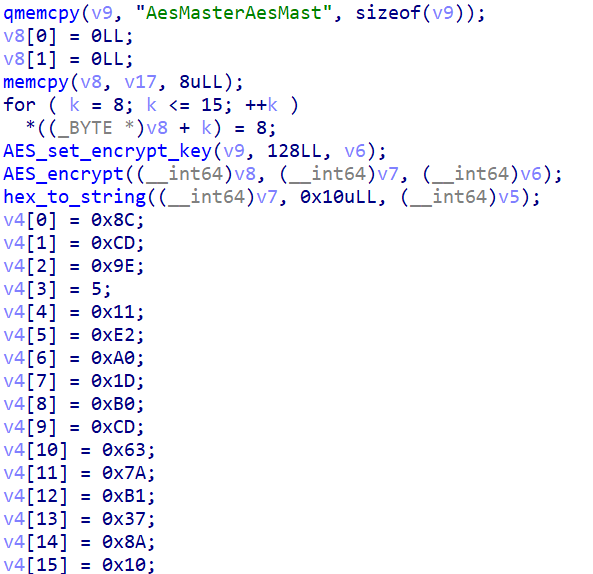 qmemcpy(v9, "AesMasterAesMast", sizeof(v9));
v8[0] = 0LL;
v8[1] = 0LL;
memcpy(v8, v17, 8uLL);
for ( k = 8; k <= 15; ++k )
  *((_BYTE *)v8 + k) = 8;
AES_set_encrypt_key(v9, 128LL, v6);
AES_encrypt((__int64)v8, (__int64)v7, (__int64)v6);
hex_to_string((__int64)v7, 0x10uLL, (__int64)v5);
v4[0] = 0x8C;
v4[1] = 0xCD;
v4[2] = 0x9E;
v4[3] = 5;
v4[4] = 0x11;
v4[5] = 0xE2;
v4[6] = 0xA0;
v4[7] = 0x1D;
v4[8] = 0xB0;
v4[9] = 0xCD;
v4[10] = 0x63;
v4[11] = 0x7A;
v4[12] = 0xB1;
v4[13] = 0x37;
v4[14] = 0x8A;
v4[15] = 0x10;